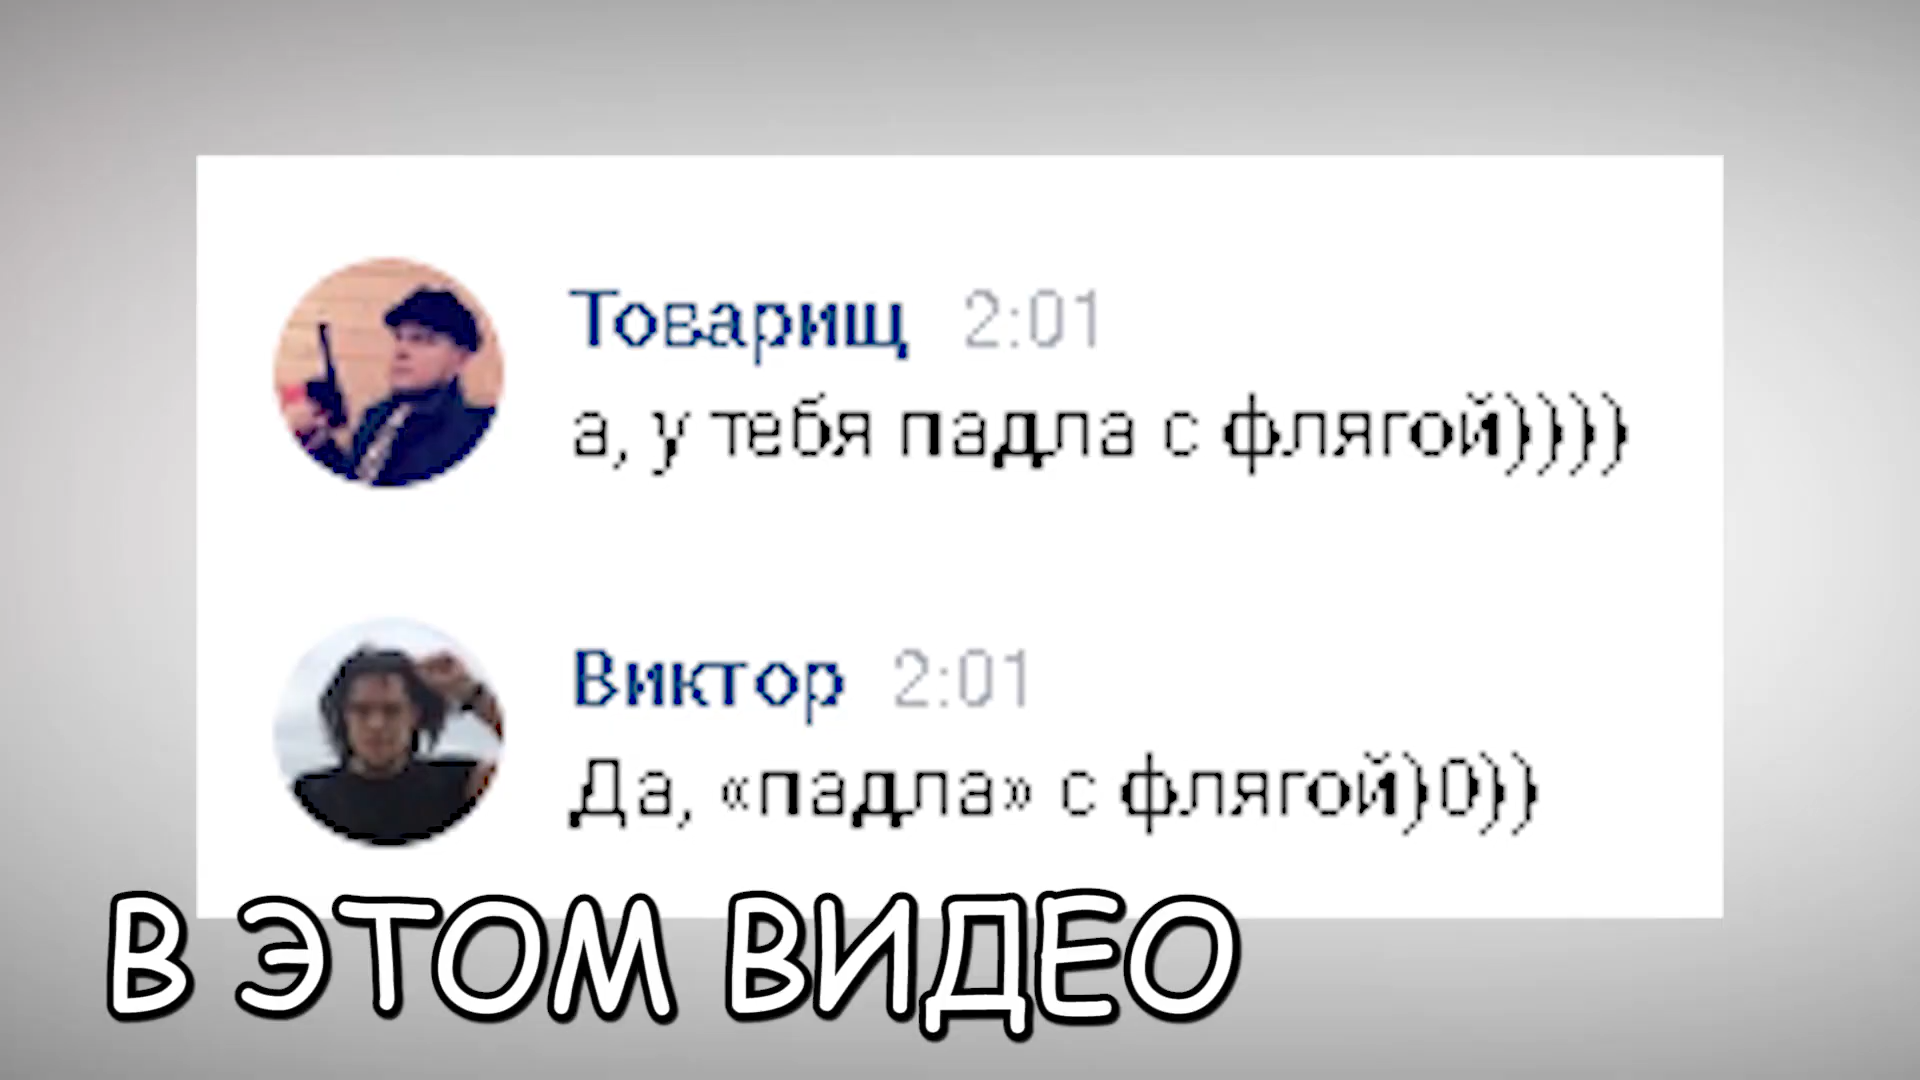 Товарищ 2:01
а, у тебя падла с флягой))))
Виктор 2:01
Да, «падла» с флягой)0))
В ЭТОМ ВИДЕО